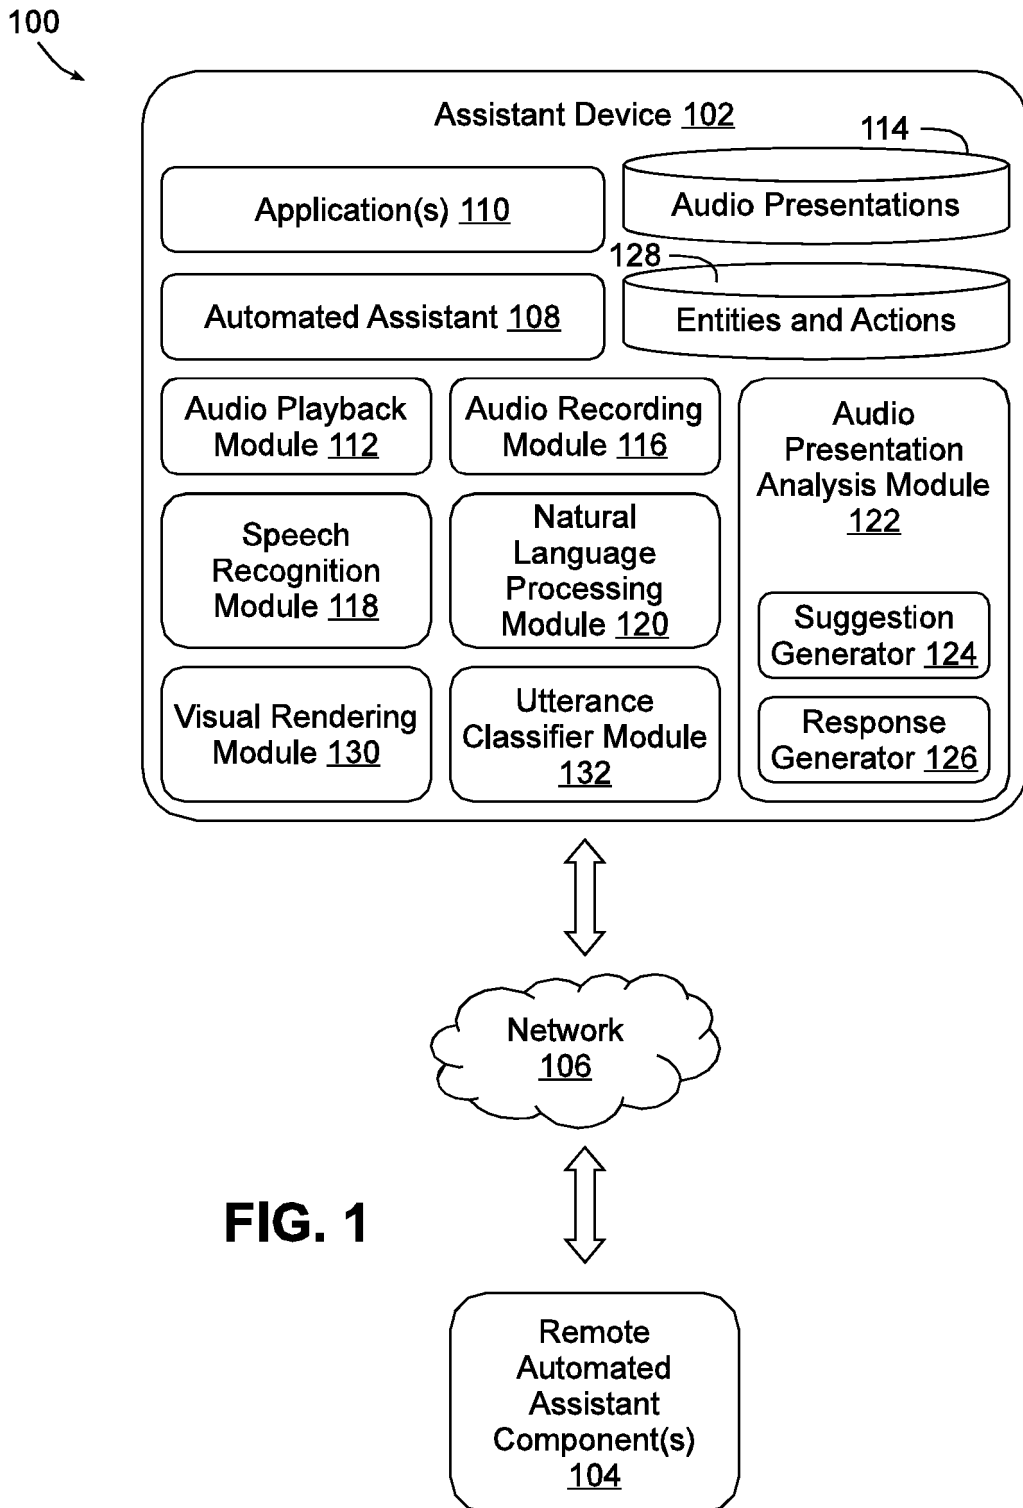 100
Assistant Device 102
114
Application(s) 110
Audio Presentations
128
Automated Assistant 108
Entities and Actions
Audio Playback
Module 112
Audio Recording
Module 116
Audio
Presentation
Analysis Module
122
Speech
Recognition
Module 118
Natural
Language
Processing
Module 120
Suggestion
Generator 124
Visual Rendering
Module 130
Utterance
Classifier Module
132
Response
Generator 126
Network
106
FIG. 1
Remote
Automated
Assistant
Component(s)
104